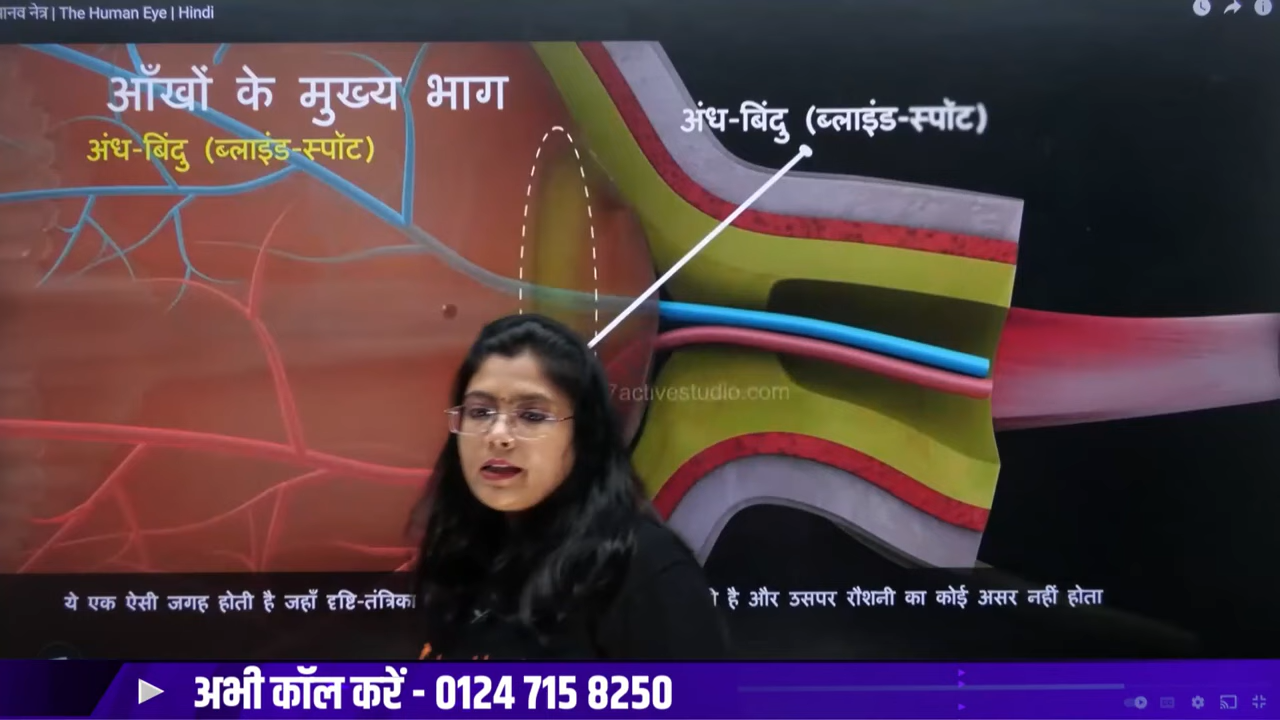 मानव नेत्र | The Human Eye | Hindi
आँखों के मुख्य भाग
अंध-बिंदु (ब्लाइंड-स्पॉट)
अंध-बिंदु (ब्लाइंड-स्पॉट)
7activestudio.com
ये एक ऐसी जगह होती है जहाँ दृष्टि-तंत्रिका है और उसपर रौशनी का कोई असर नहीं होता
अभी कॉल करें - 0124 715 8250